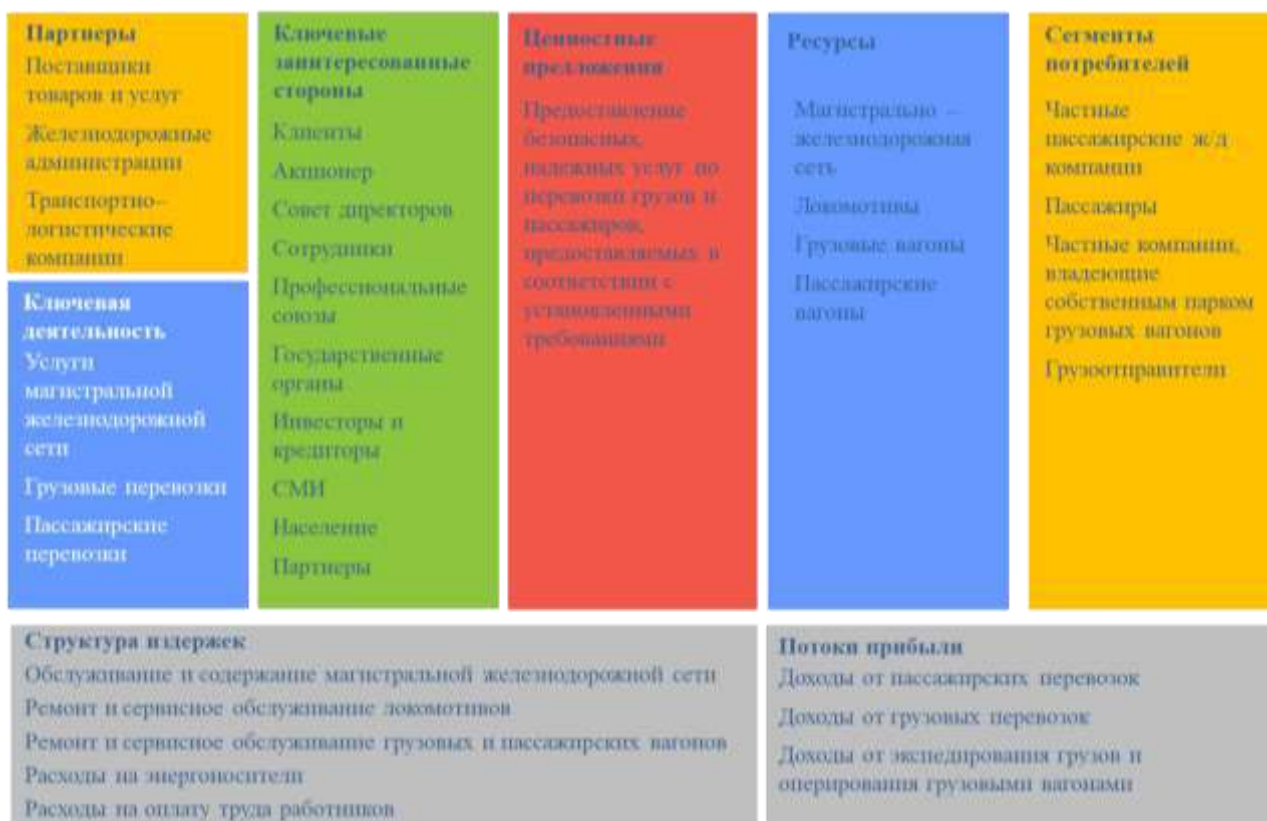 Партнеры
Поставщики
товаров и услуг
Железнодорожные
администрации
Транспортно–
логистические
компании
Ключевая
деятельность
Услуги
магистральной
железнодорожной
сети
Грузовые перевозки
Пассажирские
перевозки
Ключевые
заинтересованные
стороны
Клиенты
Акционер
Совет директоров
Сотрудники
Профессиональные
союзы
Государственные
органы
Инвесторы и
кредиторы
СМИ
Население
Партнеры
Ценностные
предложения
Предоставление
безопасных,
надежных услуг по
перевозки грузов и
пассажиров,
предоставляемых в
соответствии с
установленными
требованиями
Ресурсы
Магистрально –
железнодорожная
сеть
Локомотивы
Грузовые вагоны
Пассажирские
вагоны
Сегменты
потребителей
Частные
пассажирские ж/д
компании
Пассажиры
Частные компании,
владеющие
собственным парком
грузовых вагонов
Грузоотправители
Структура издержек
Обслуживание и содержание магистральной железнодорожной сети
Ремонт и сервисное обслуживание локомотивов
Ремонт и сервисное обслуживание грузовых и пассажирских вагонов
Расходы на энергоносители
Расходы на оплату труда работников
Потоки прибыли
Доходы от пассажирских перевозок
Доходы от грузовых перевозок
Доходы от экспедирования грузов и
оперирования грузовыми вагонами